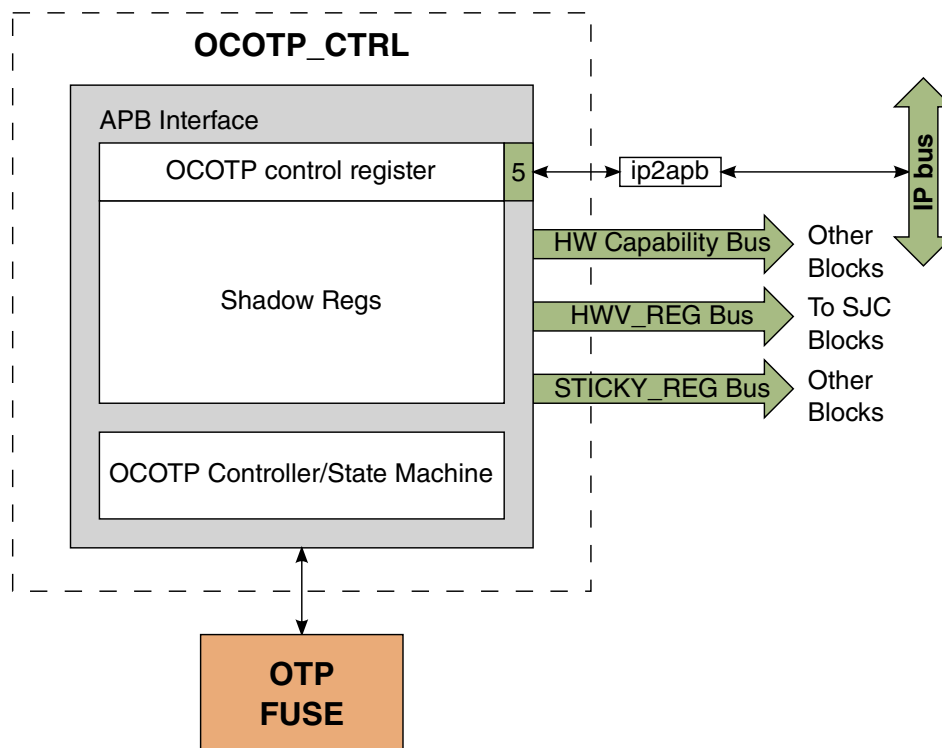 OCOTP_CTRL
APB Interface
OCOTP control register
5
ip2apb
IP bus
HW Capability Bus
Other
Blocks
Shadow Regs
HWV_REG Bus
To SJC
Blocks
STICKY_REG Bus
Other
Blocks
OCOTP Controller/State Machine
OTP
FUSE